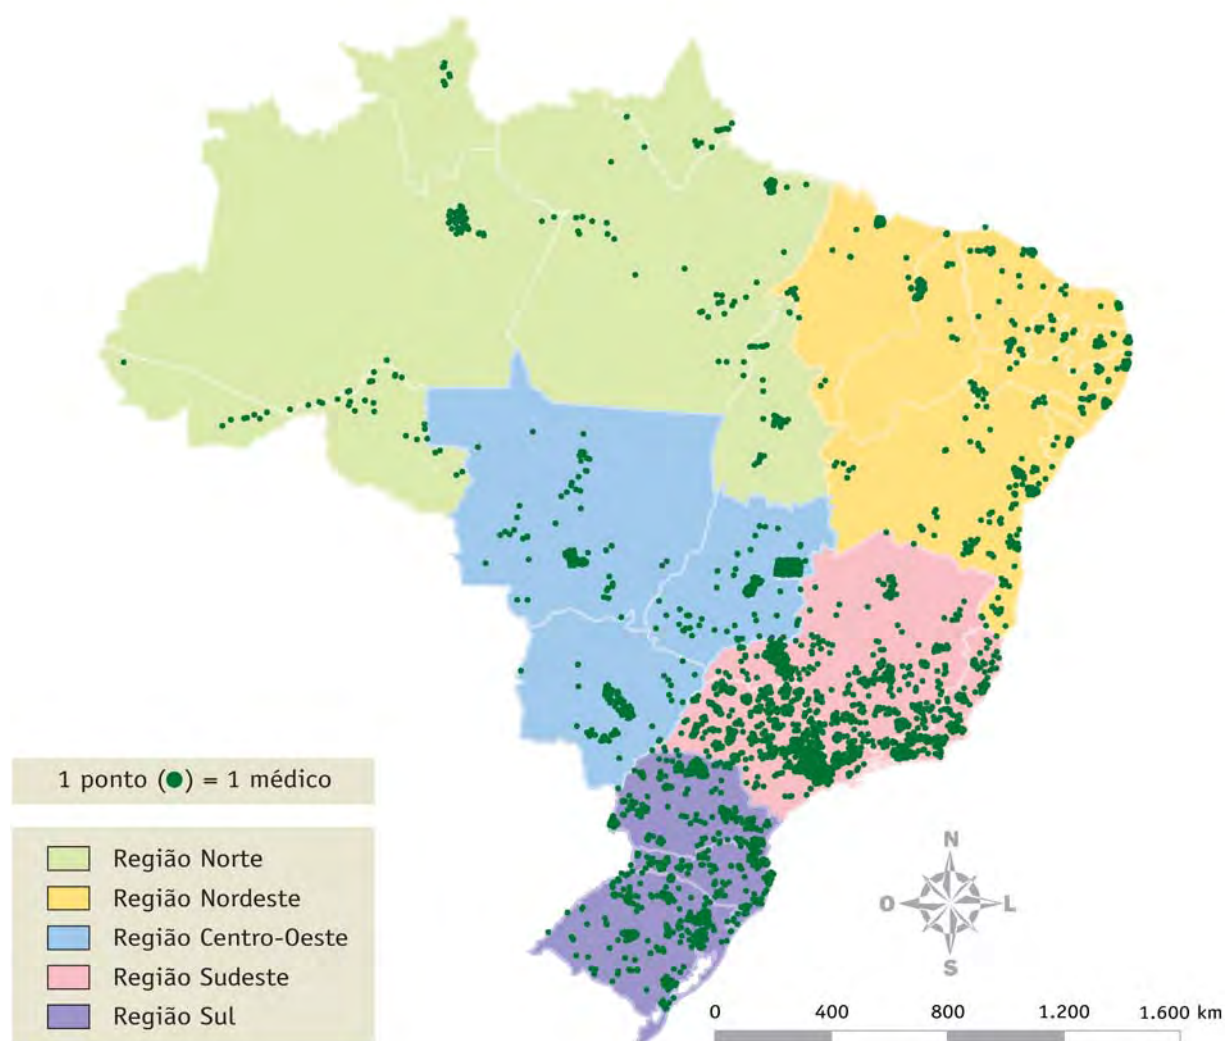 1 ponto (●) = 1 médico
Região Norte
Região Nordeste
Região Centro-Oeste
Região Sudeste
Região Sul
N
O L
S
0 400 800 1.200 1.600 km